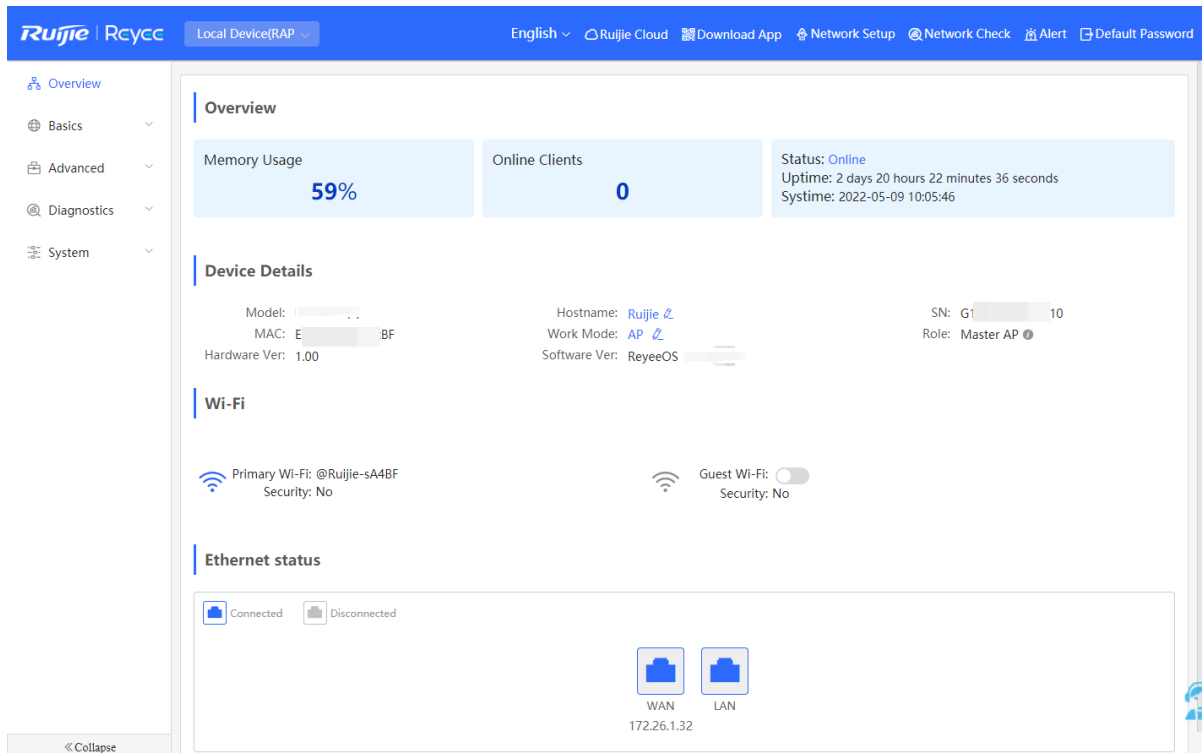 Ruijie | Reyee
Local Device(RAP
English Ruijie Cloud Download App Network Setup Network Check Alert Default Password
Overview
Basics
Advanced
Diagnostics
System
Collapse
Overview
Memory Usage
59%
Online Clients
0
Status: Online
Uptime: 2 days 20 hours 22 minutes 36 seconds
Systime: 2022-05-09 10:05:46
Device Details
Model:
Hostname: Ruijie
SN: G1 10
MAC: E :BF
Work Mode: AP
Role: Master AP
Hardware Ver: 1.00
Software Ver: ReyeeOS
Wi-Fi
Primary Wi-Fi: @Ruijie-sA4BF
Security: No
Guest Wi-Fi:
Security: No
Ethernet status
Connected
Disconnected
WAN
172.26.1.32
LAN